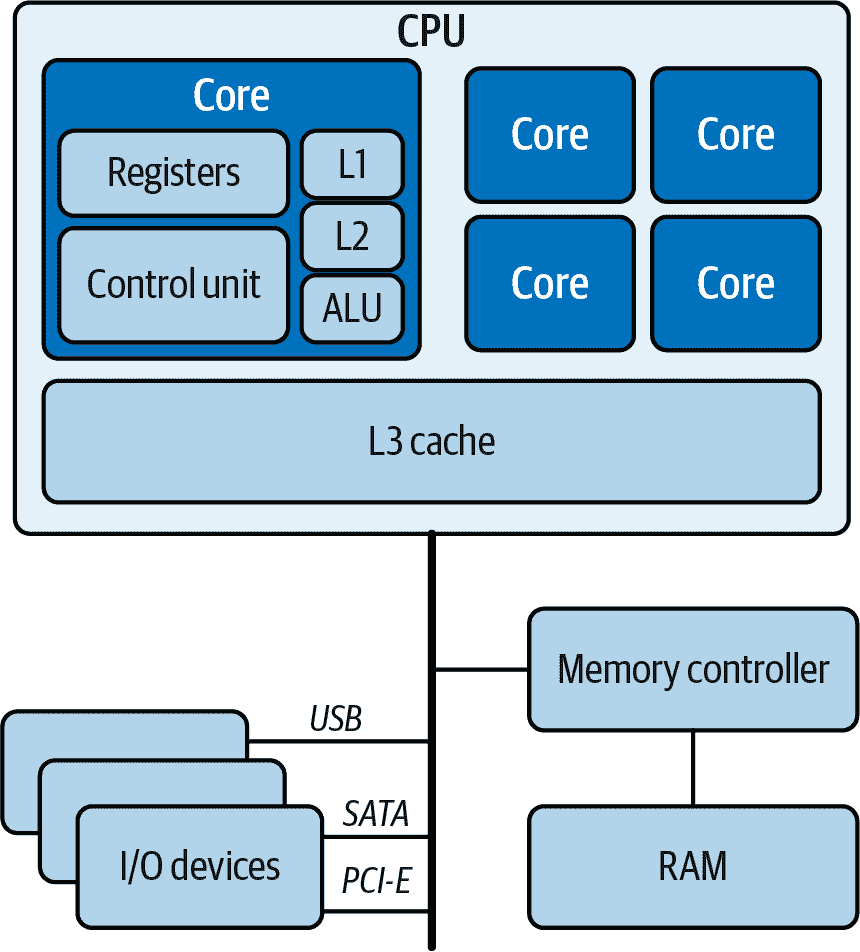 CPU
Core
Registers
Control unit
L1
L2
ALU
Core
Core
Core
Core
L3 cache
Memory controller
RAM
USB
SATA
PCI-E
I/O devices